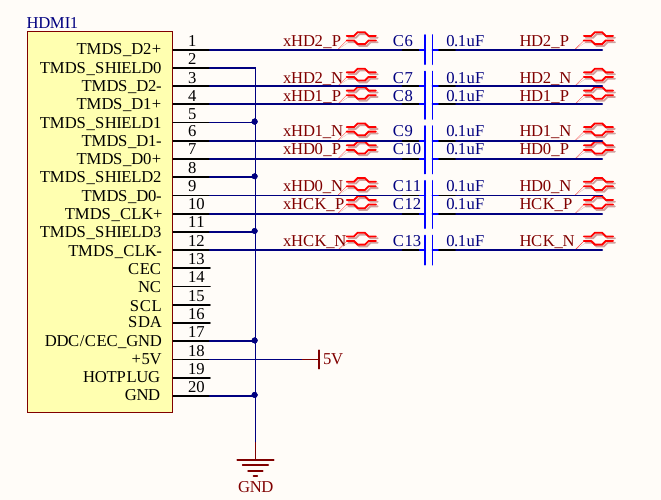 HDMI1
TMDS_D2+ 1 xHD2_P C6 0.1uF HD2_P
TMDS_SHIELD0 2
TMDS_D2- 3 xHD2_N C7 0.1uF HD2_N
TMDS_D1+ 4 xHD1_P C8 0.1uF HD1_P
TMDS_SHIELD1 5
TMDS_D1- 6 xHD1_N C9 0.1uF HD1_N
TMDS_D0+ 7 xHD0_P C10 0.1uF HD0_P
TMDS_SHIELD2 8
TMDS_D0- 9 xHD0_N C11 0.1uF HD0_N
TMDS_CLK+ 10 xHCK_P C12 0.1uF HCK_P
TMDS_SHIELD3 11
TMDS_CLK- 12 xHCK_N C13 0.1uF HCK_N
CEC 13
NC 14
SCL 15
SDA 16
DDC/CEC_GND 17
+5V 18 5V
HOTPLUG 19
GND 20
GND